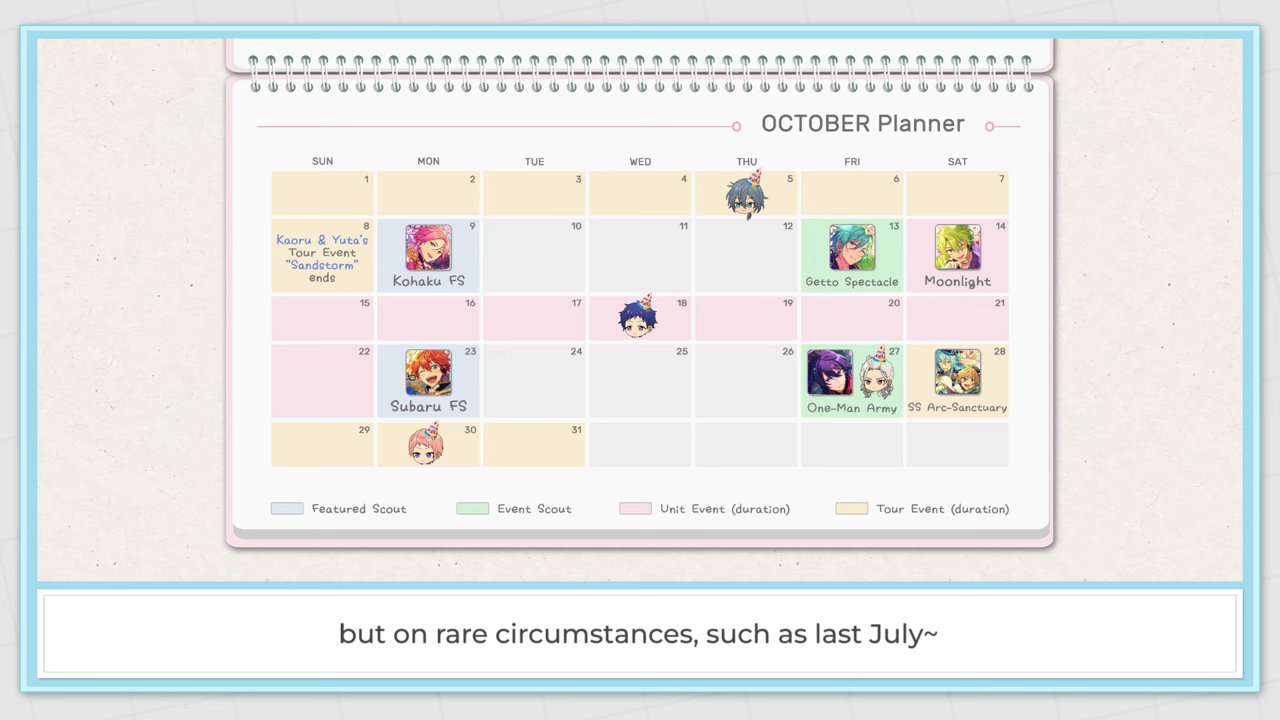 OCTOBER Planner
SUN MON TUE WED THU FRI SAT
1 2 3 4 5 6 7
8 9 10 11 12 13 14
Kaoru & Yuta's
Tour Event
"Sandstorm"
ends
Kohaku FS
Getto Spectacle
Moonlight
15 16 17 18 19 20 21
22 23 24 25 26 27 28
Subaru FS
One-Man Army
SS Arc-Sanctuary
29 30 31
Featured Scout
Event Scout
Unit Event (duration)
Tour Event (duration)
but on rare circumstances, such as last July~